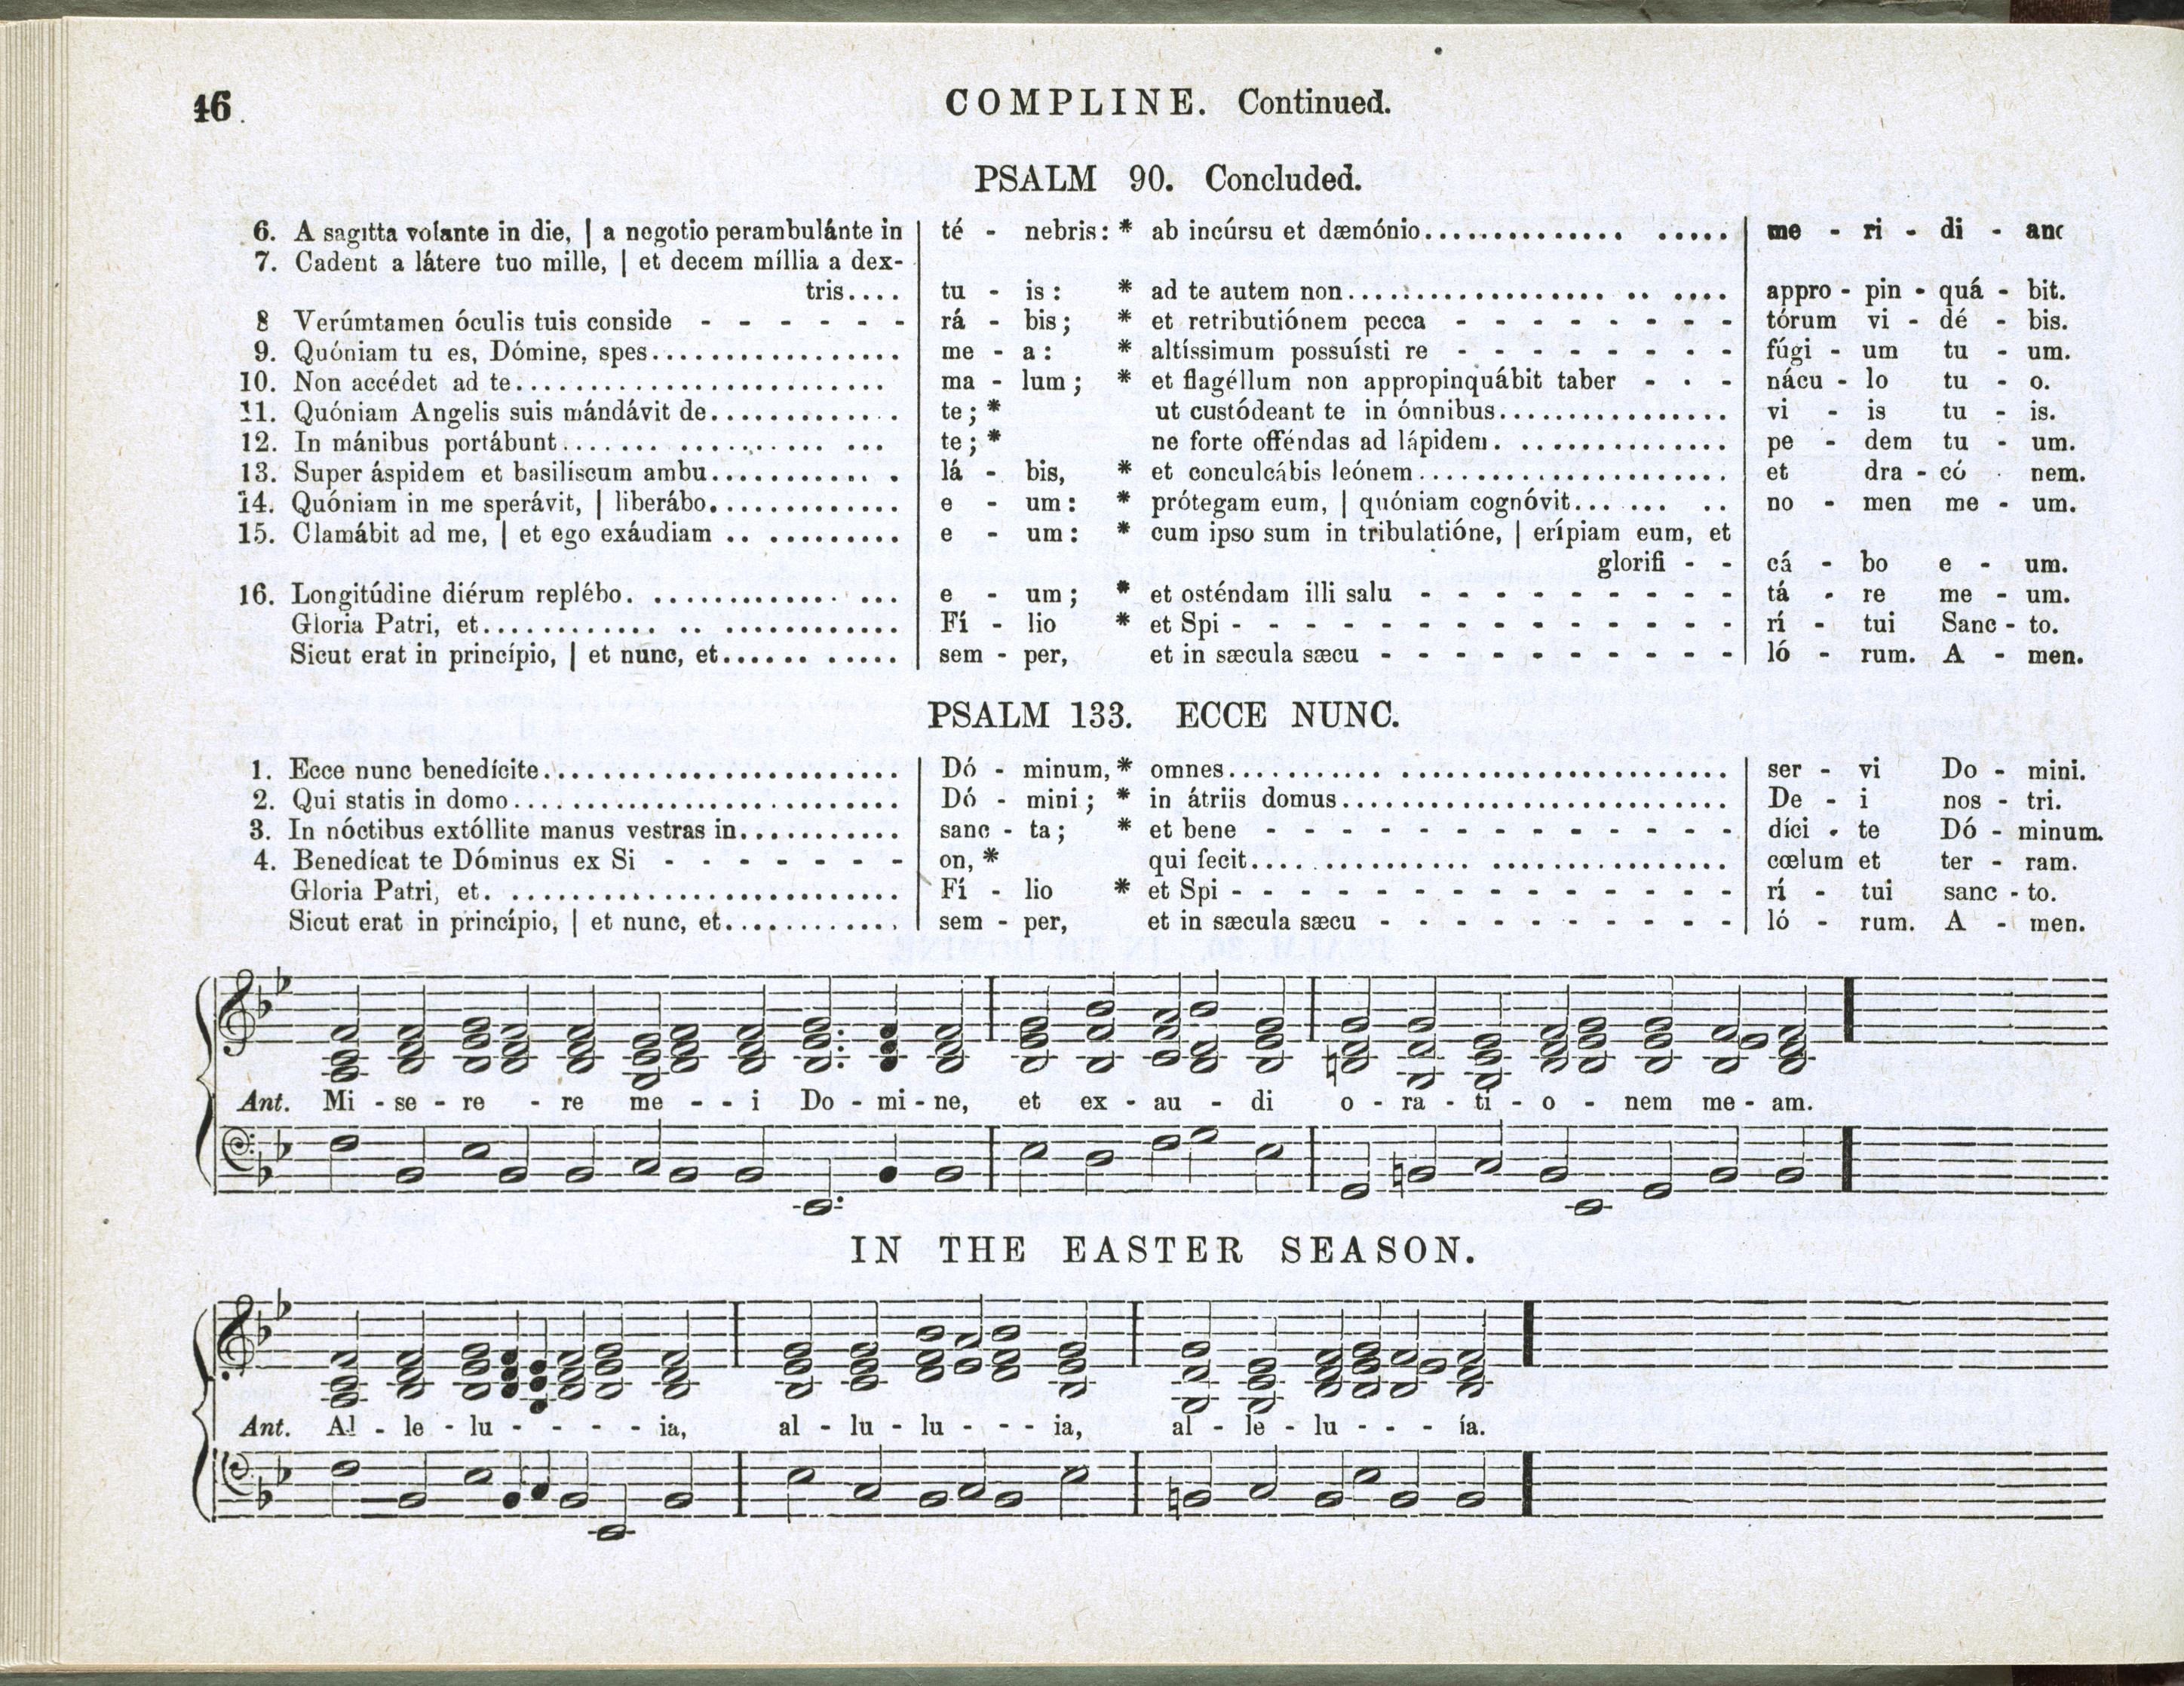 46
COMPLINE. Continued.
PSALM 90. Concluded.
6. A sagitta volante in die, | a negotio perambulánte in | té - nebris: * ab incúrsu et dæmónio................... | me - ri - di - anc
7. Cadent a látere tuo mille, | et decem míllia a dex-
tris.... | tu - is: * ad te autem non...................... | appro - pin - quá - bit.
8 Verúmtamen óculis tuis conside - - - - - - | rá - bis; * et retributiónem pecca - - - - - - - - - | tórum vi - dé - bis.
9. Quóniam tu es, Dómine, spes................. | me - a: * altíssimum possuísti re - - - - - - - - - | fúgi - um tu - um.
10. Non accédet ad te......................... | ma - lum; * et flagéllum non appropinquábit taber - - - | nácu - lo tu - o.
11. Quóniam Angelis suis mándávit de............. | te; * ut custódeant te in ómnibus............... | vi - is tu - is.
12. In mánibus portábunt....................... | te; * ne forte offéndas ad lápidem............... | pe - dem tu - um.
13. Super áspidem et basilíscum ambu............ | lá - bis, * et conculcábis leónem.................... | et dra - có nem.
14. Quóniam in me sperávit, | liberábo............. | e - um: * prótegam eum, | quóniam cognóvit........ | no - men me - um.
15. Clamábit ad me, | et ego exáudiam ........... | e - um: * cum ipso sum in tribulatióne, | erípiam eum, et
glorifi - - | cá - bo e - um.
16. Longitúdine diérum replébo................. | e - um; * et osténdam illi salu - - - - - - - - - | tá - re me - um.
Gloria Patri, et........................... | Fí - lio * et Spi - - - - - - - - - - - - - - | rí - tui Sanc - to.
Sicut erat in princípio, | et nunc, et........... | sem - per, et in sæcula sæcu - - - - - - - - - - | ló - rum. A - men.
PSALM 133. ECCE NUNC.
1. Ecce nunc benedícite........................ | Dó - minum, * omnes................................ | ser - vi Do - mini.
2. Qui statis in domo......................... | Dó - mini; * in átriis domus......................... | De - i nos - tri.
3. In nóctibus extóllite manus vestras in........... | sanc - ta; * et bene - - - - - - - - - - - - - | díci - te Dó - minum.
4. Benedícat te Dóminus ex Si - - - - - - - | on, * qui fecit............................... | cœlum et ter - ram.
Gloria Patri, et........................... | Fí - lio * et Spi - - - - - - - - - - - - - - | rí - tui sanc - to.
Sicut erat in princípio, | et nunc, et........... | sem - per, et in sæcula sæcu - - - - - - - - - - | ló - rum. A - men.
Ant. Mi - se - re - re me - - i Do - mi - ne, et ex - au - di o - ra - ti - o - nem me - am.
IN THE EASTER SEASON.
Ant. Al - le - lu - - - - ia, al - lu - lu - - - ia, al - le - lu - - - ía.